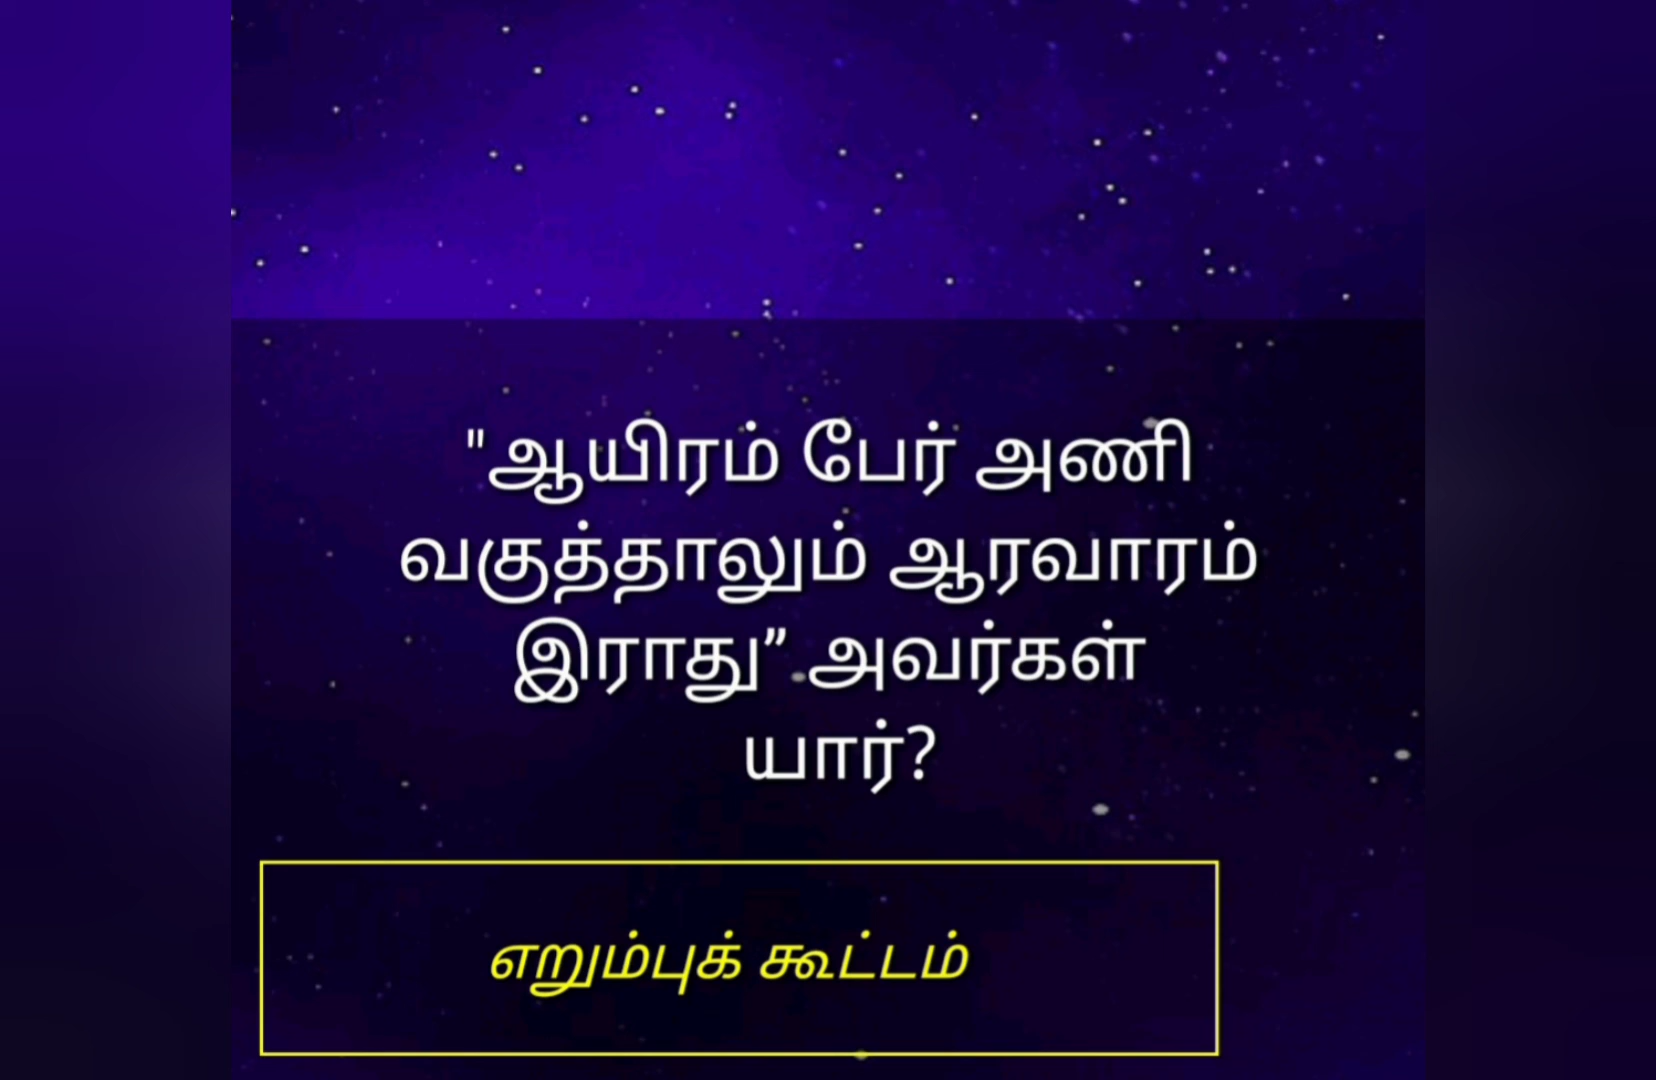 "ஆயிரம் பேர் அணி
வகுத்தாலும் ஆரவாரம்
இராது” அவர்கள்
யார்?
எறும்புக் கூட்டம்